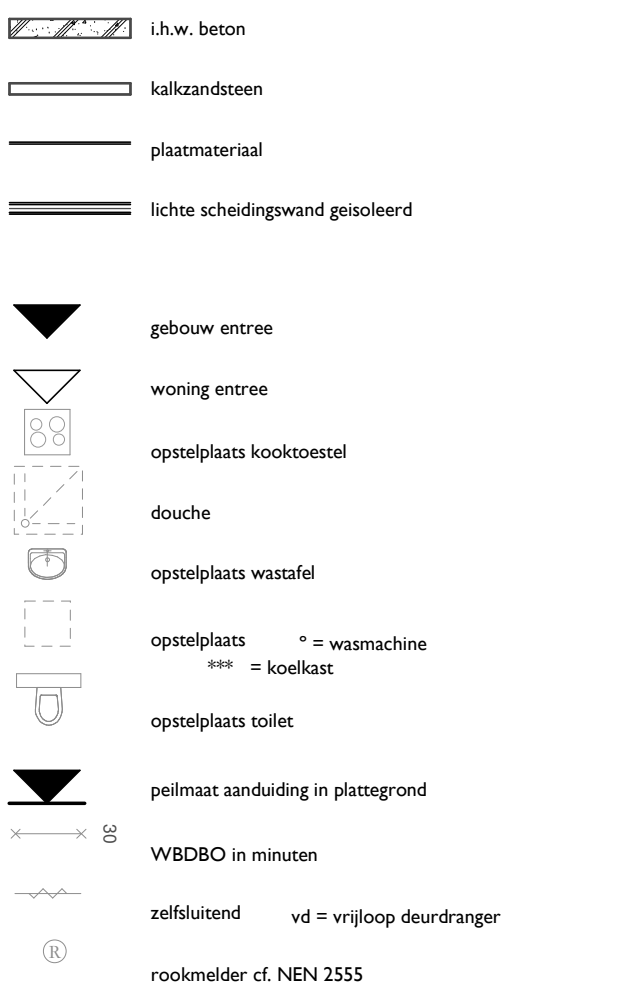 i.h.w. beton
kalkzandsteen
plaatmateriaal
lichte scheidingswand geisoleerd
gebouw entree
woning entree
opstelplaats kooktoestel
douche
opstelplaats wastafel
opstelplaats º = wasmachine
*** = koelkast
opstelplaats toilet
peilmaat aanduiding in plattegrond
30
WBDBO in minuten
zelfsluitend vd = vrijloop deurdranger
R
rookmelder cf. NEN 2555